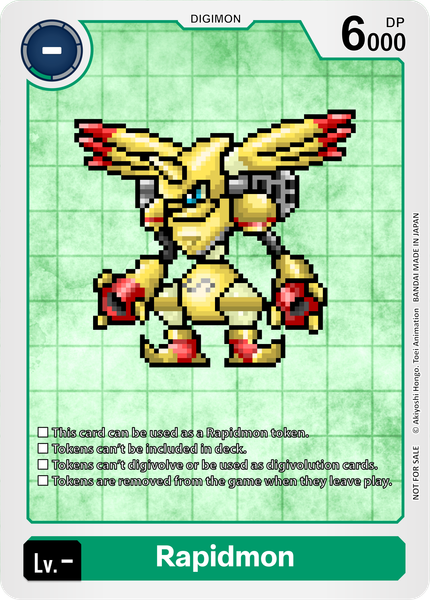 DIGIMON
–
DP
6000
□ This card can be used as a Rapidmon token.
□ Tokens can't be included in deck.
□ Tokens can't digivolve or be used as digivolution cards.
□ Tokens are removed from the game when they leave play.
NOT FOR SALE © Akiyoshi Hongo, Toei Animation BANDAI MADE IN JAPAN
Lv.–
Rapidmon